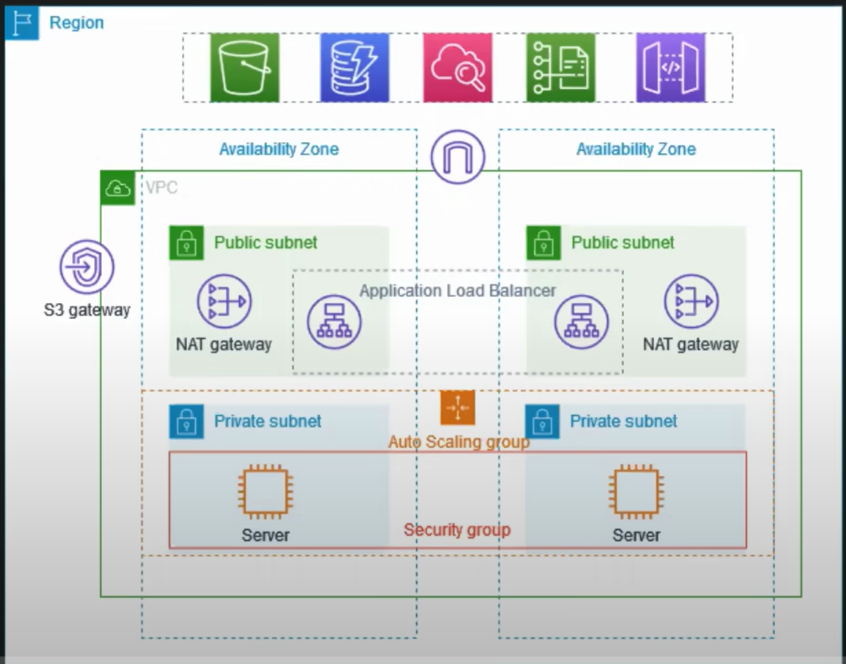 Region
Availability Zone
Availability Zone
VPC
Public subnet
Public subnet
S3 gateway
Application Load Balancer
NAT gateway
NAT gateway
Private subnet
Private subnet
Auto Scaling group
Security group
Server
Server